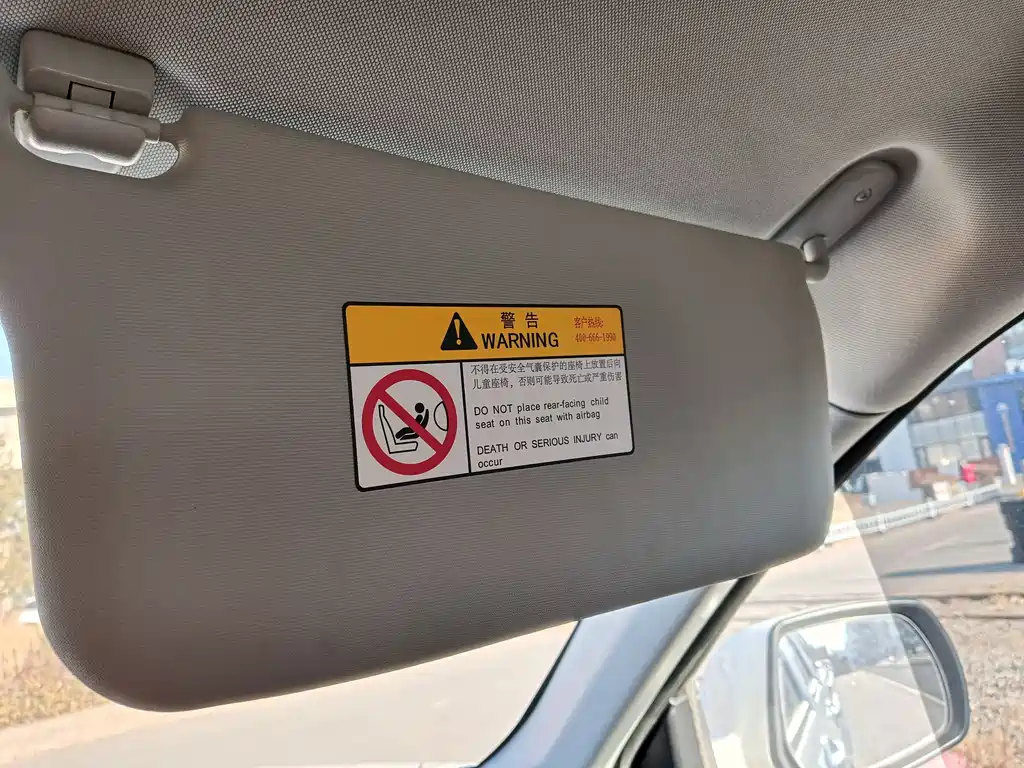 警告
WARNING
客户热线:
400-666-1950
不得在受安全气囊保护的座椅上放置后向
儿童座椅，否则可能导致死亡或严重伤害
DO NOT place rear-facing child
seat on this seat with airbag
DEATH OR SERIOUS INJURY can
occur